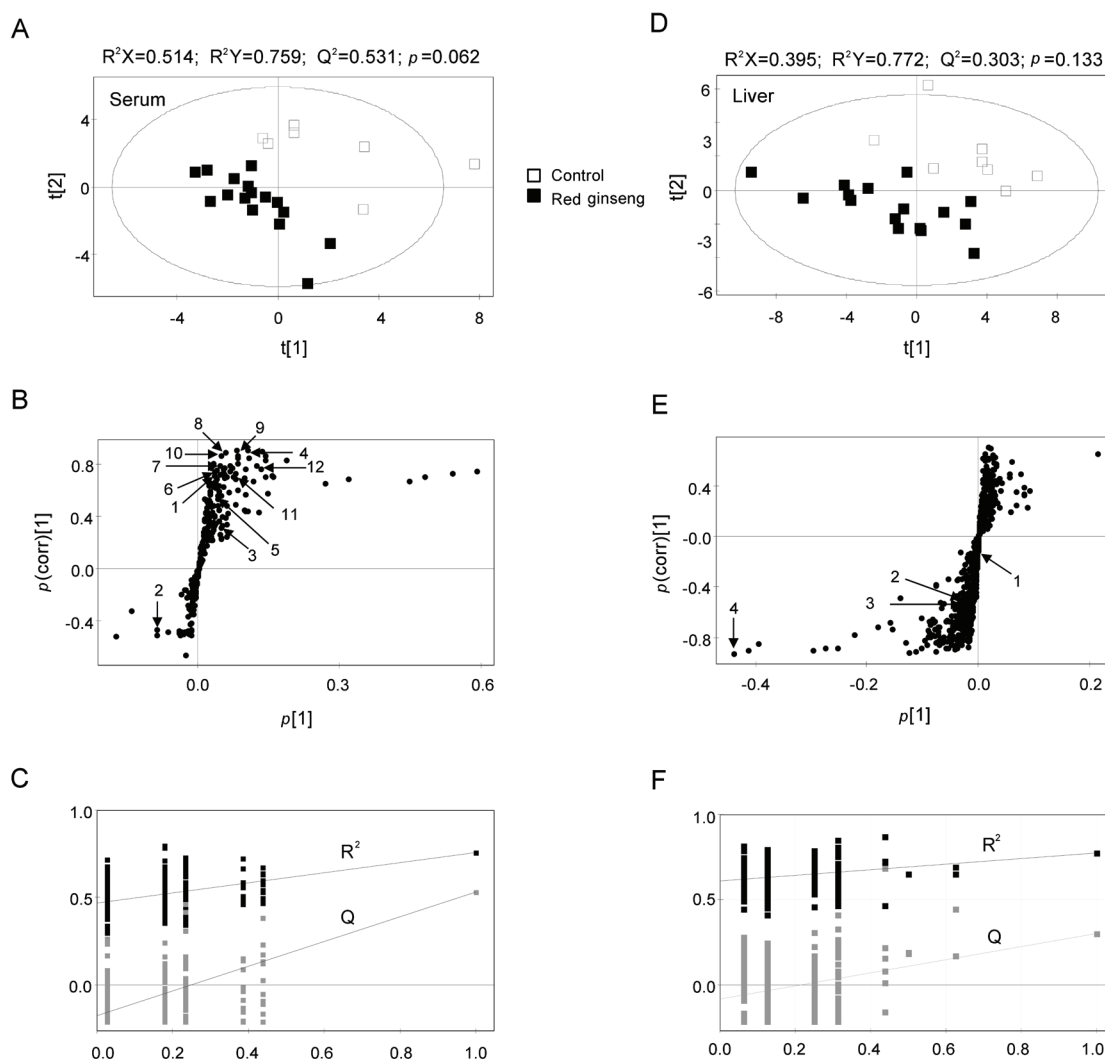 A
R²X=0.514; R²Y=0.759; Q²=0.531; p=0.062
Serum
4
0
-4
t[2]
-4 0 4 8
t[1]
Control
Red ginseng
D
R²X=0.395; R²Y=0.772; Q²=0.303; p=0.133
Liver
6
3
0
-3
-6
t[2]
-8 -4 0 4 8
t[1]
B
8 9
10 4
7 12
6
1 11
5
3
2
0.8
0.4
0.0
-0.4
p(corr)[1]
0.0 0.3 0.6
p[1]
E
0.4
-0.0
-0.4
-0.8
p(corr)[1]
1
2
3
4
-0.4 -0.2 0.0 0.2
p[1]
C
1.0
0.5
0.0
R²
Q
0.0 0.2 0.4 0.6 0.8 1.0
F
1.0
0.5
0.0
R²
Q
0.0 0.2 0.4 0.6 0.8 1.0